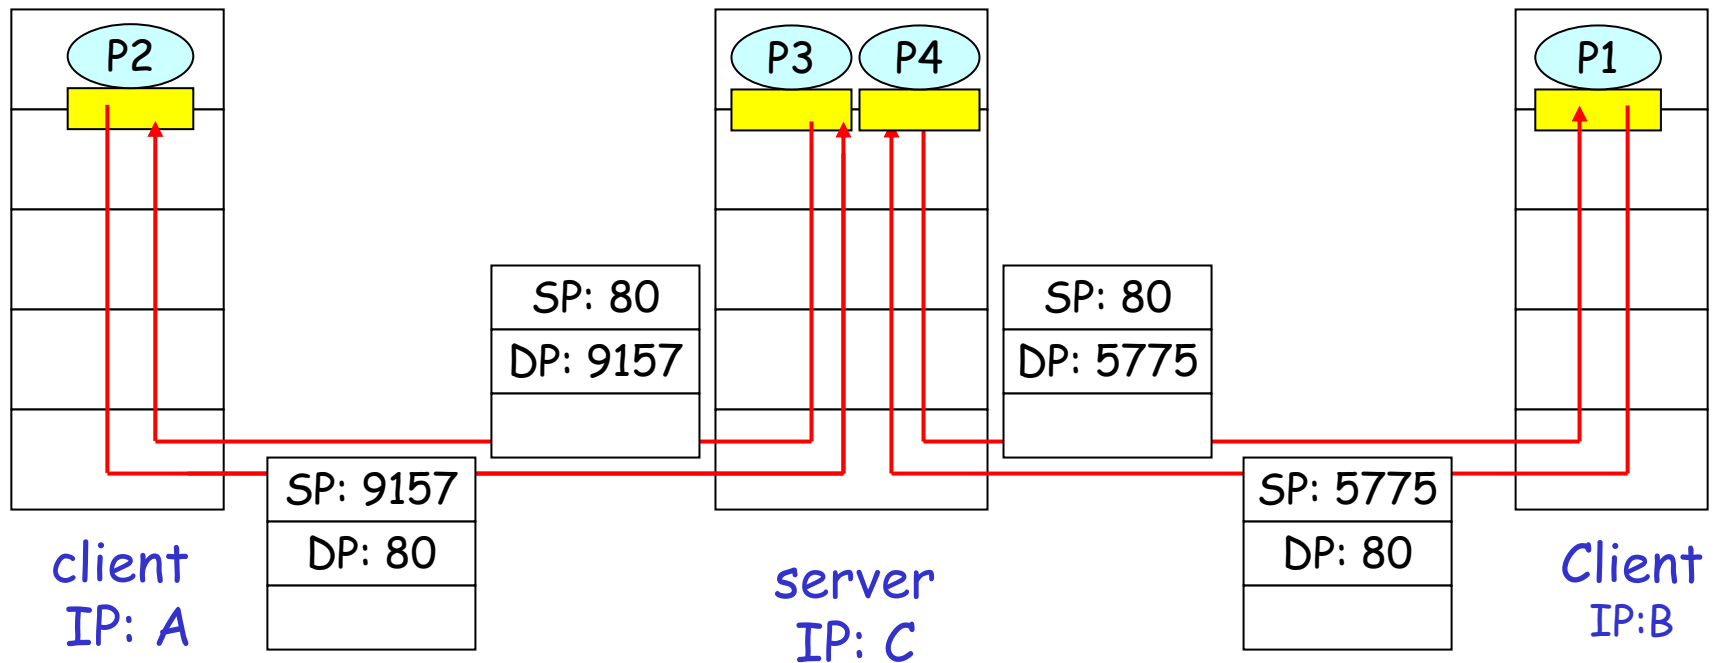 P2
P3
P4
P1
SP: 80
DP: 9157
SP: 80
DP: 5775
SP: 9157
DP: 80
SP: 5775
DP: 80
client
IP: A
server
IP: C
Client
IP:B